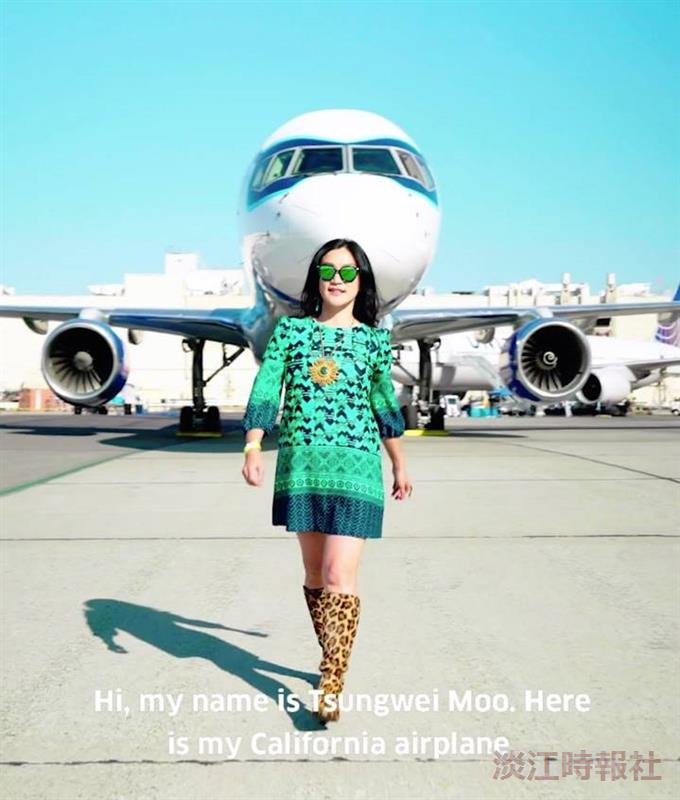 Hi, my name is Tsungwei Moo. Here
is my California airplane
淡江時報社